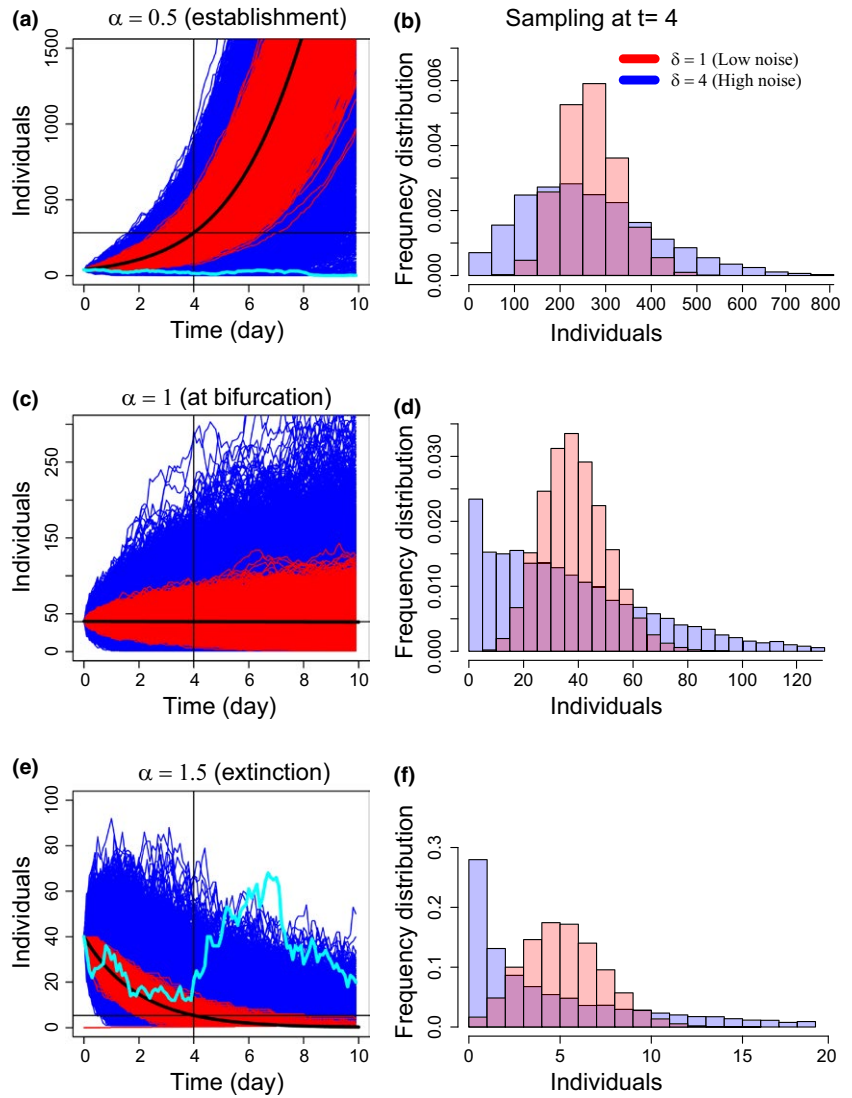 (a) α = 0.5 (establishment)
1500
1000
500
0
Individuals
0 2 4 6 8 10
Time (day)
(b) Sampling at t= 4
δ = 1 (Low noise)
δ = 4 (High noise)
0.006
0.004
0.002
0.000
Frequnecy distribution
100 200 300 400 500 600 700 800
Individuals
(c) α = 1 (at bifurcation)
250
150
50
0
Individuals
0 2 4 6 8 10
Time (day)
(d)
0.030
0.020
0.010
0.000
Frequency distribution
20 40 60 80 100 120
Individuals
(e) α = 1.5 (extinction)
100
80
60
40
20
0
Individuals
0 2 4 6 8 10
Time (day)
(f)
0.3
0.2
0.1
0.0
Frequency distribution
0 5 10 15 20
Individuals